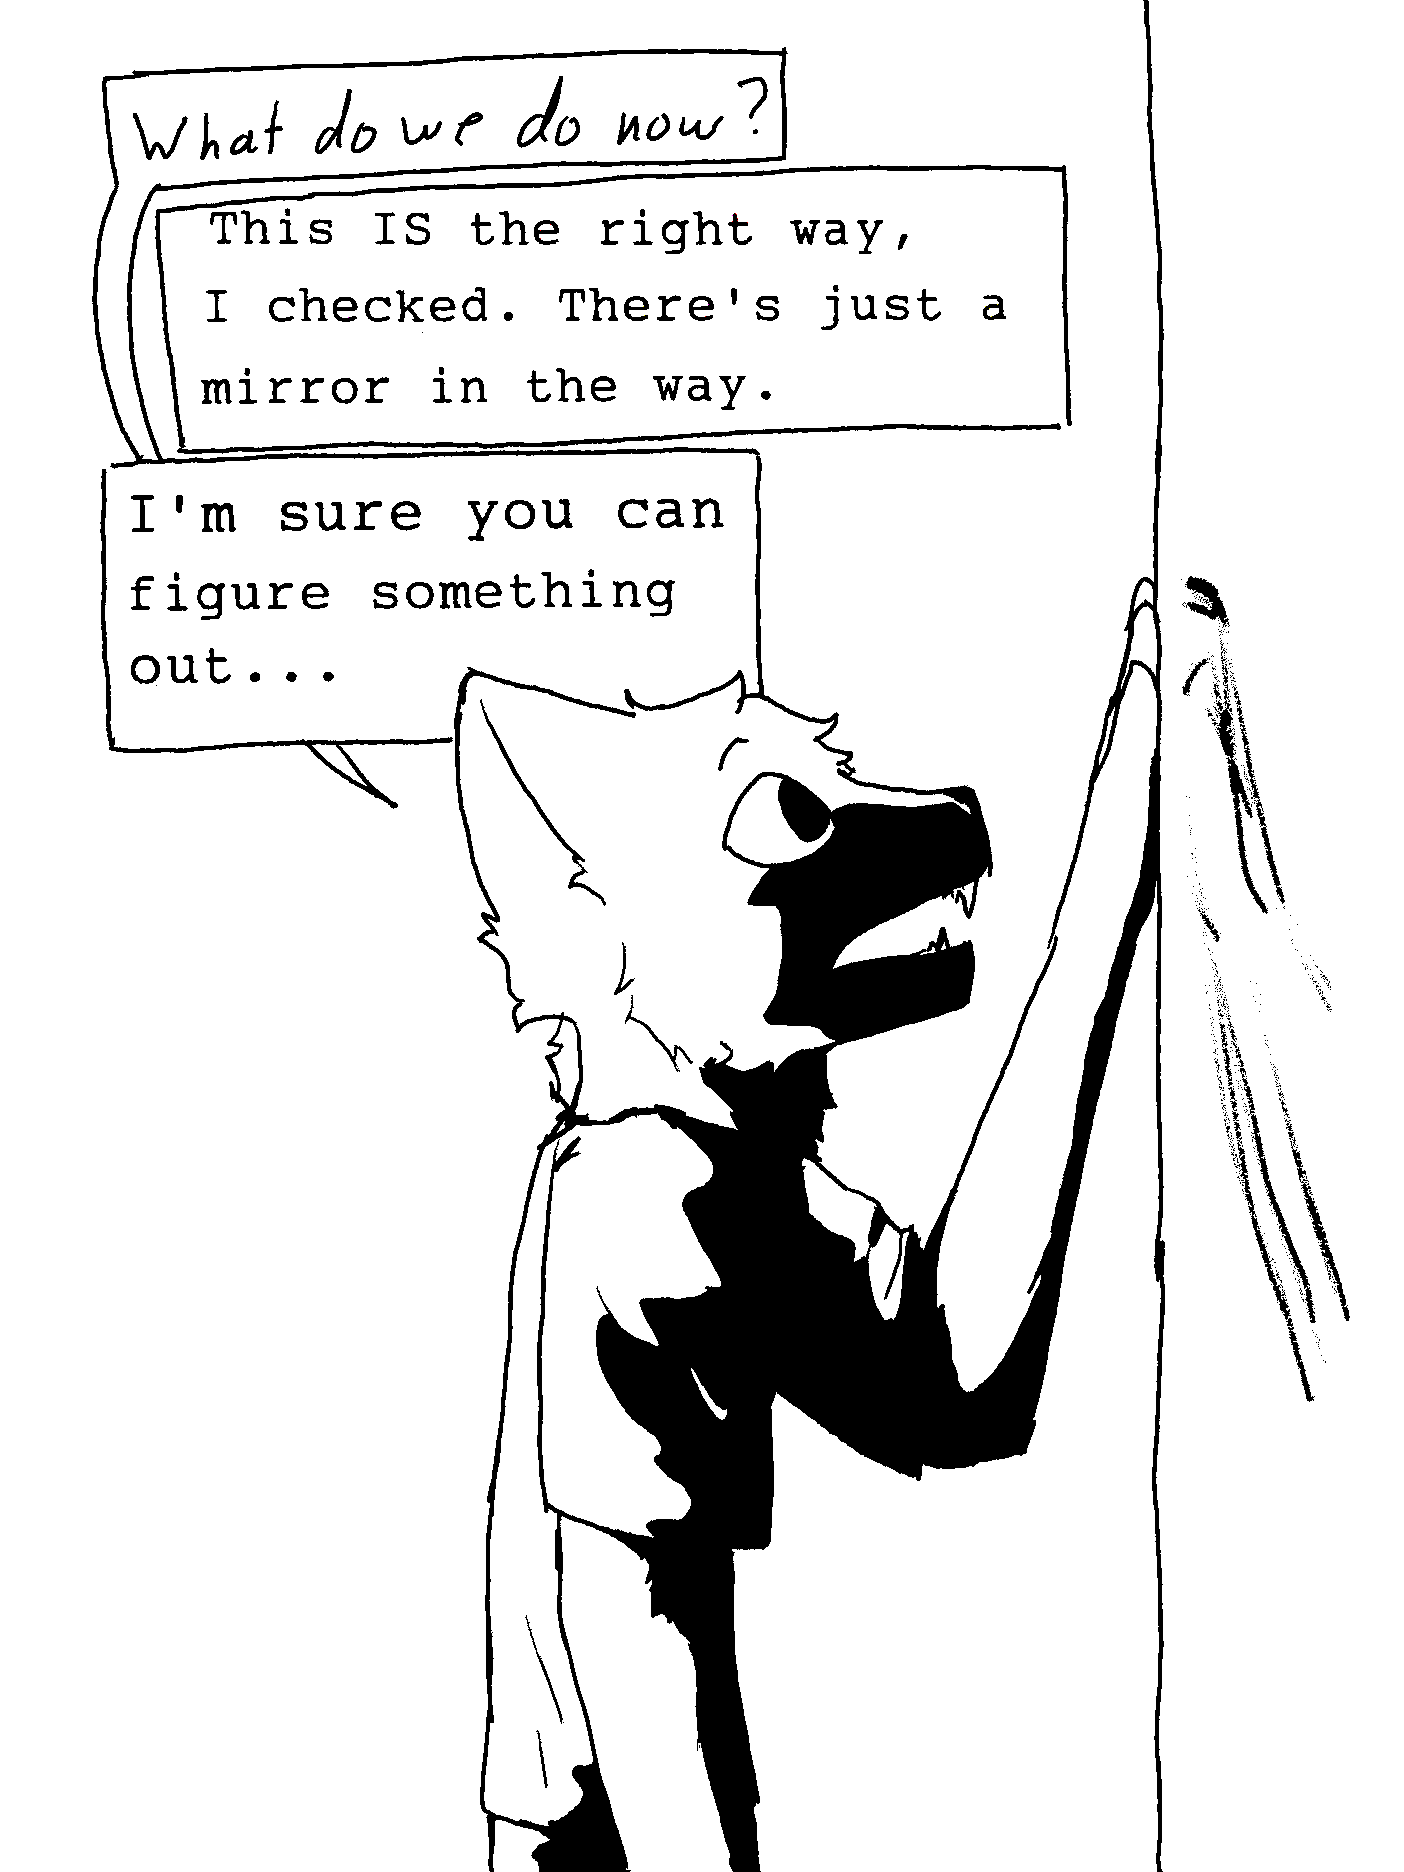 What do we do now?
This IS the right way,
I checked. There's just a
mirror in the way.
I'm sure you can
figure something
out...